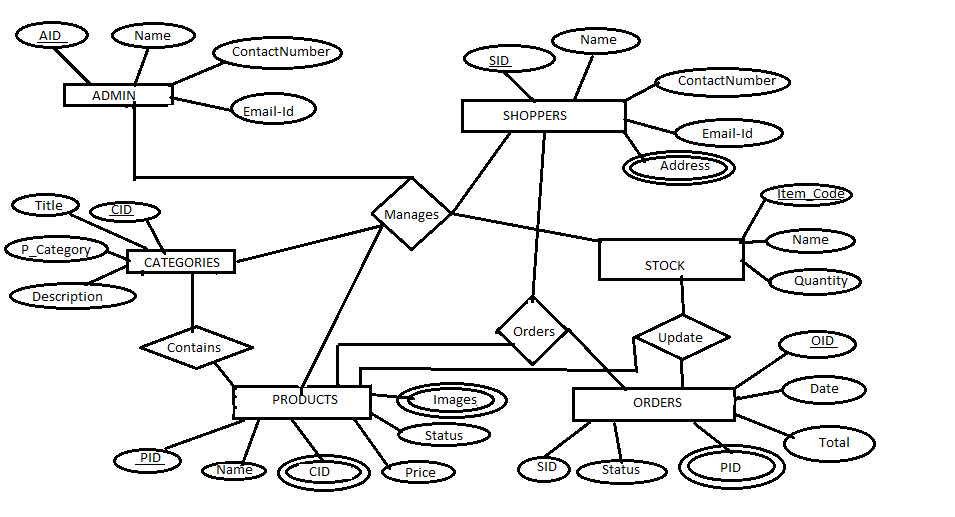 AID
Name
ContactNumber
ADMIN
Email-Id
SID
Name
ContactNumber
SHOPPERS
Email-Id
Address
Manages
Title
CID
P_Category
CATEGORIES
Description
Item_Code
Name
STOCK
Quantity
Contains
Orders
Update
OID
PRODUCTS
Images
Status
ORDERS
Date
Total
PID
Name
CID
Price
SID
Status
PID